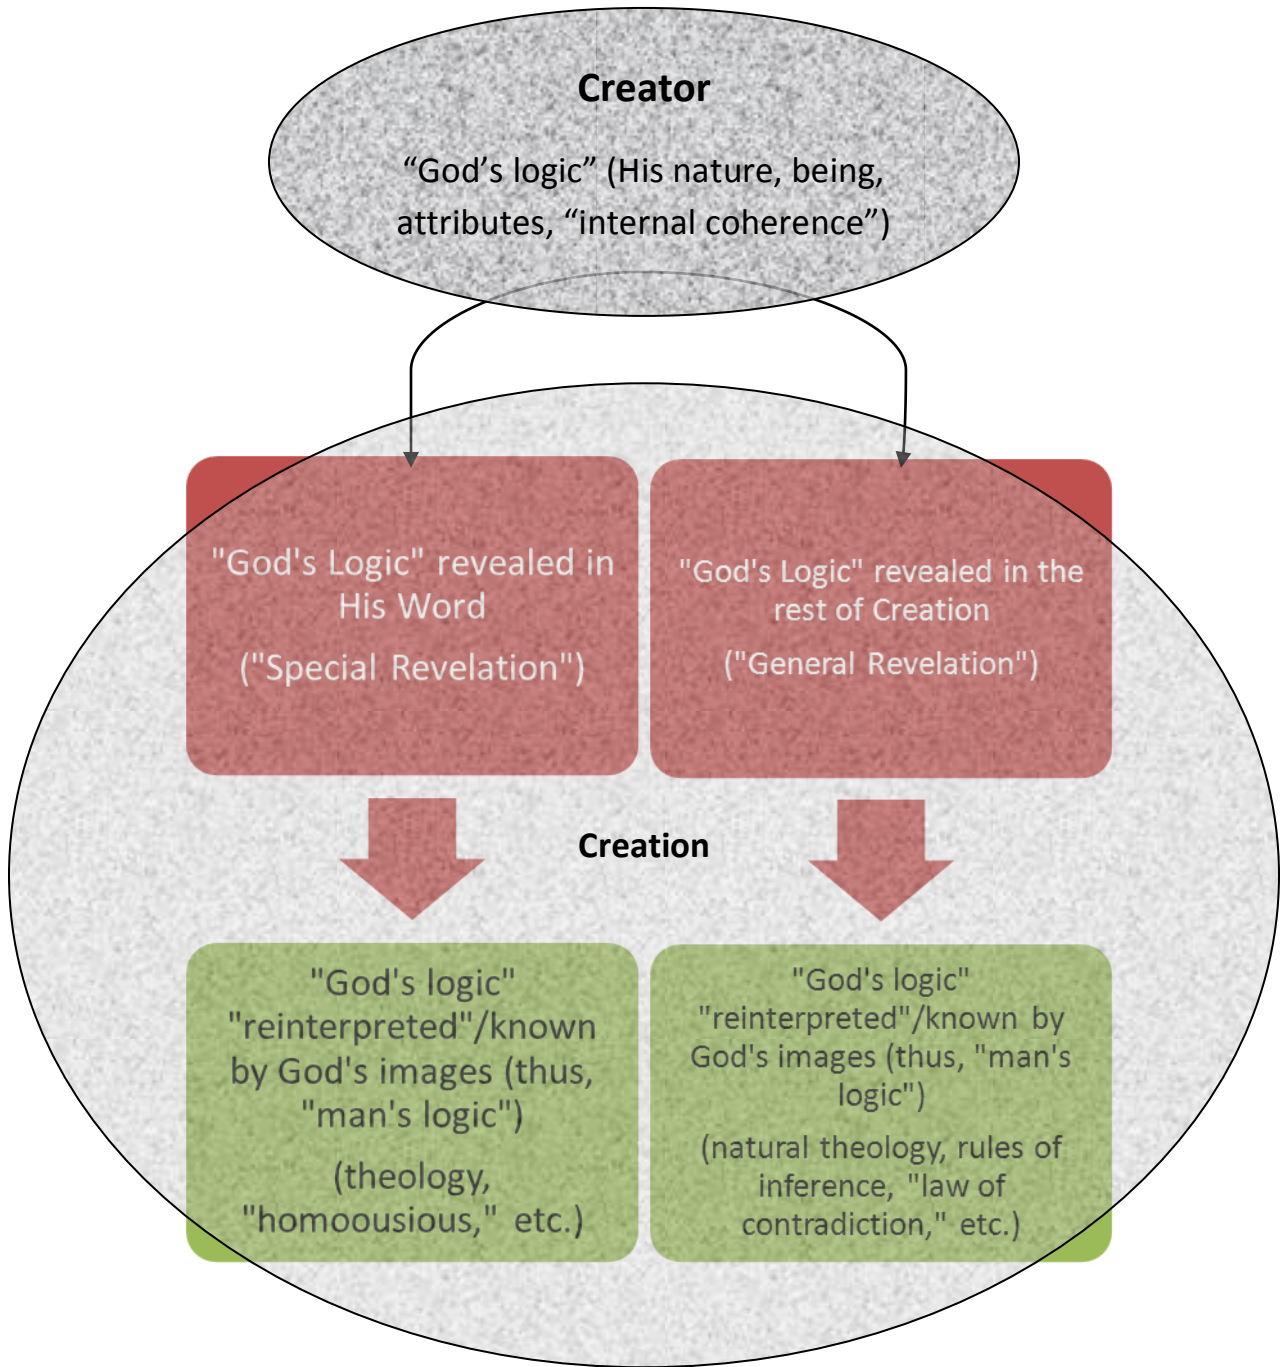 Creator
“God’s logic” (His nature, being,
attributes, “internal coherence”)
"God's Logic" revealed in
His Word
("Special Revelation")
"God's Logic" revealed in the
rest of Creation
("General Revelation")
Creation
"God's logic"
"reinterpreted"/known
by God's images (thus,
"man's logic")
(theology,
"homoousious," etc.)
"God's logic"
"reinterpreted"/known by
God's images (thus, "man's
logic")
(natural theology, rules of
inference, "law of
contradiction," etc.)